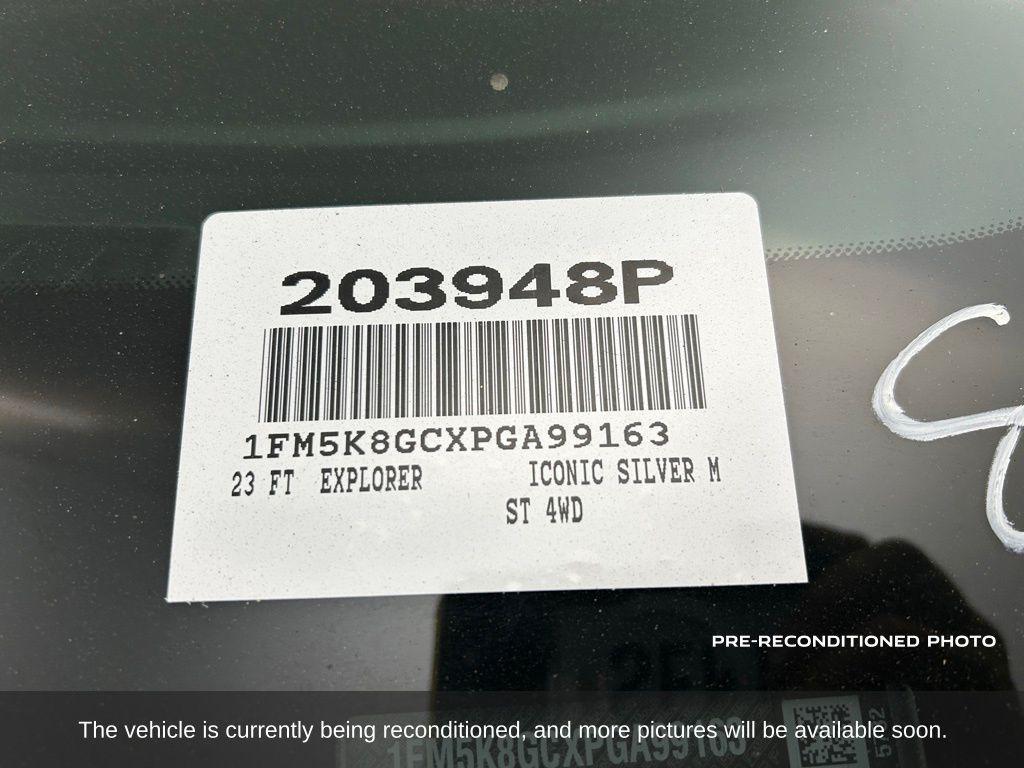 203948P
1FM5K8GCXPGA99163
23 FT EXPLORER ICONIC SILVER M
ST 4WD
PRE-RECONDITIONED PHOTO
The vehicle is currently being reconditioned, and more pictures will be available soon.
1FM5K8GCXPGA99163